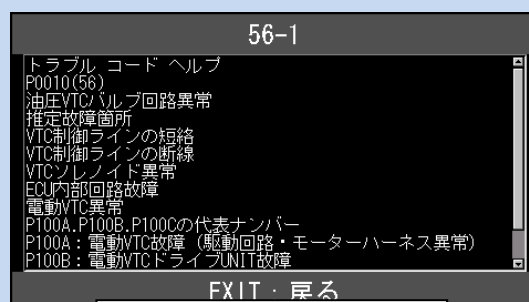 56-1
トラブル コード ヘルプ
P0010(56)
油圧VTCバルブ回路異常
推定故障箇所
VTC制御ラインの短絡
VTC制御ラインの断線
VTCソレノイド異常
ECU内部回路故障
電動VTC異常
P100A.P100B.P100Cの代表ナンバー
P100A：電動VTC故障（駆動回路・モーターハーネス異常）
P100B：電動VTCドライブUNIT故障
EXIT・戻る